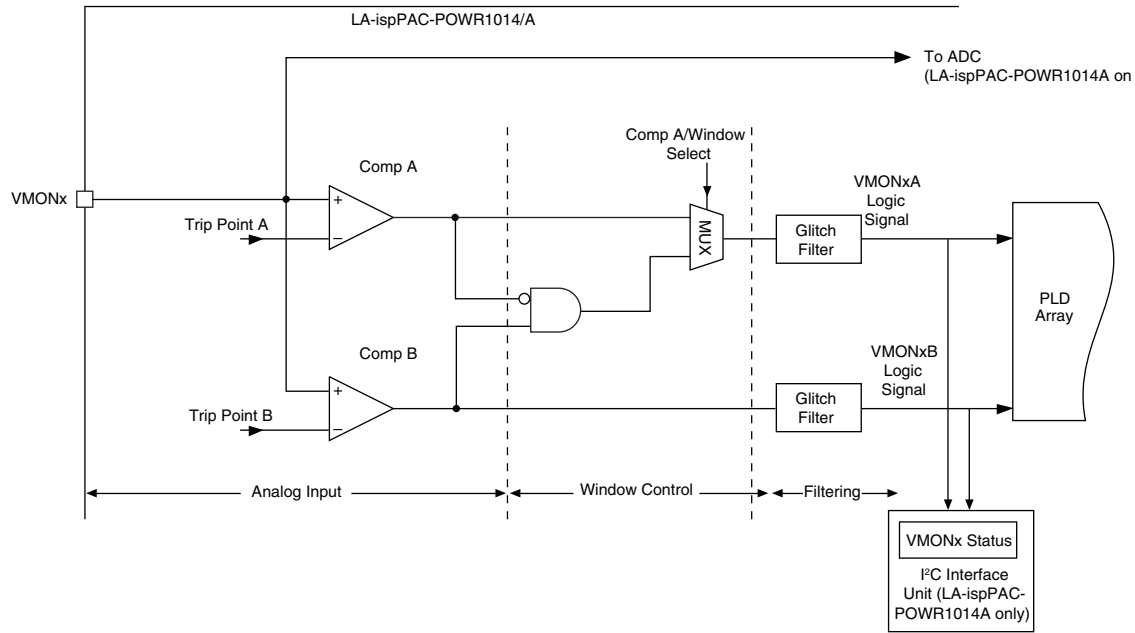 LA-ispPAC-POWR1014/A
To ADC
(LA-ispPAC-POWR1014A on
Comp A/Window
Select
Comp A
VMONx
+
–
Trip Point A
MUX
VMONxA
Logic
Signal
Glitch
Filter
PLD
Array
Comp B
+
–
Trip Point B
VMONxB
Logic
Signal
Glitch
Filter
Analog Input
Window Control
Filtering
VMONx Status
I²C Interface
Unit (LA-ispPAC-
POWR1014A only)